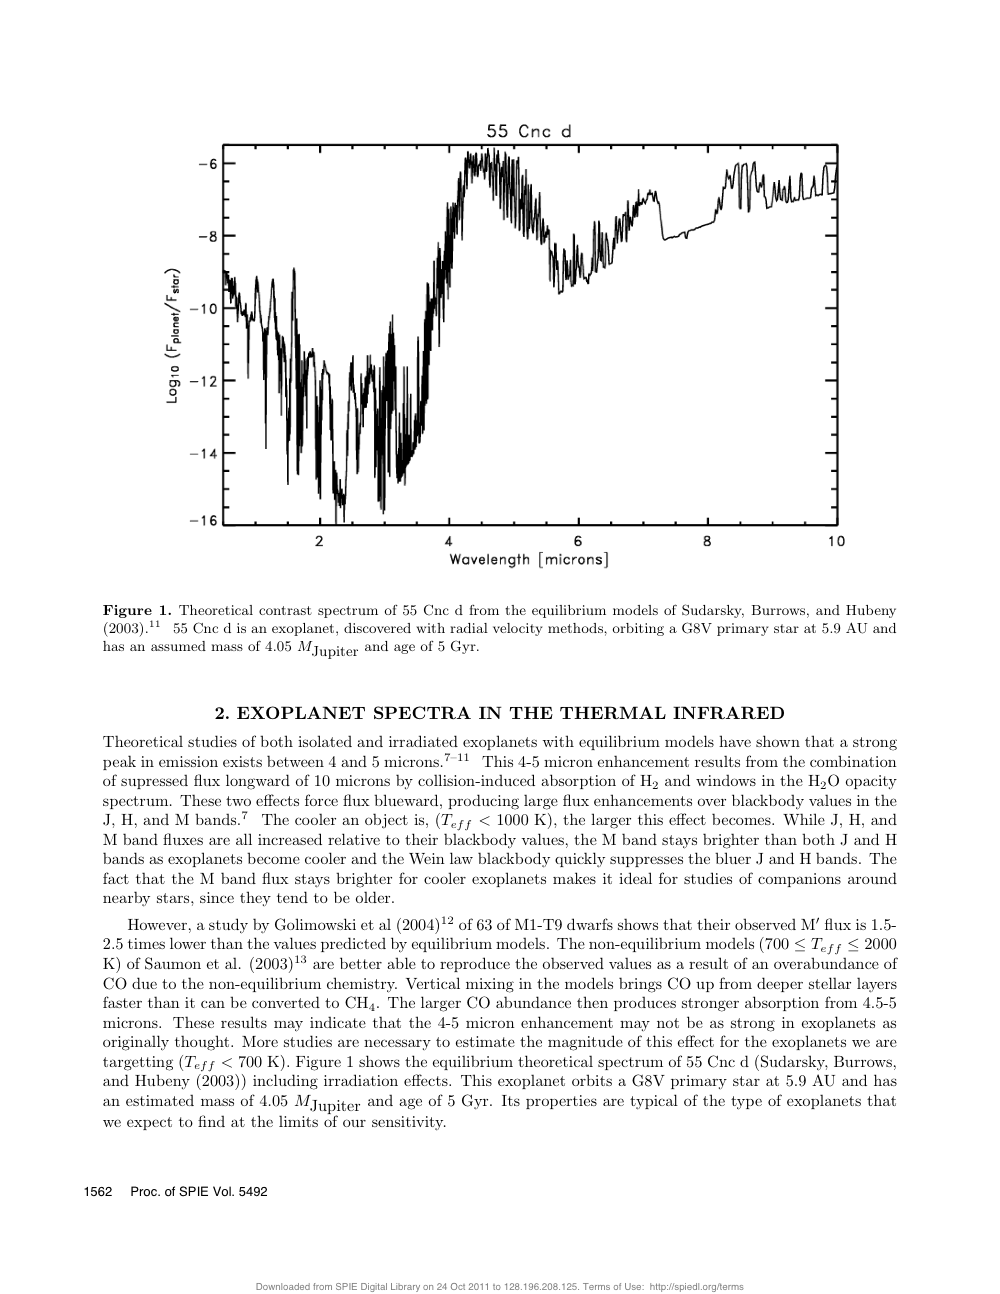 55 Cnc d
−6
−8
−10
−12
−14
−16
Log10 (Fplanet/Fstar)
2
4
6
8
10
Wavelength [microns]
Figure 1. Theoretical contrast spectrum of 55 Cnc d from the equilibrium models of Sudarsky, Burrows, and Hubeny
(2003).11 55 Cnc d is an exoplanet, discovered with radial velocity methods, orbiting a G8V primary star at 5.9 AU and
has an assumed mass of 4.05 MJupiter and age of 5 Gyr.
2. EXOPLANET SPECTRA IN THE THERMAL INFRARED
Theoretical studies of both isolated and irradiated exoplanets with equilibrium models have shown that a strong
peak in emission exists between 4 and 5 microns.7–11 This 4-5 micron enhancement results from the combination
of supressed flux longward of 10 microns by collision-induced absorption of H2 and windows in the H2O opacity
spectrum. These two effects force flux blueward, producing large flux enhancements over blackbody values in the
J, H, and M bands.7 The cooler an object is, (Teff < 1000 K), the larger this effect becomes. While J, H, and
M band fluxes are all increased relative to their blackbody values, the M band stays brighter than both J and H
bands as exoplanets become cooler and the Wein law blackbody quickly suppresses the bluer J and H bands. The
fact that the M band flux stays brighter for cooler exoplanets makes it ideal for studies of companions around
nearby stars, since they tend to be older.
However, a study by Golimowski et al (2004)12 of 63 of M1-T9 dwarfs shows that their observed M′ flux is 1.5-
2.5 times lower than the values predicted by equilibrium models. The non-equilibrium models (700 ≤ Teff ≤ 2000
K) of Saumon et al. (2003)13 are better able to reproduce the observed values as a result of an overabundance of
CO due to the non-equilibrium chemistry. Vertical mixing in the models brings CO up from deeper stellar layers
faster than it can be converted to CH4. The larger CO abundance then produces stronger absorption from 4.5-5
microns. These results may indicate that the 4-5 micron enhancement may not be as strong in exoplanets as
originally thought. More studies are necessary to estimate the magnitude of this effect for the exoplanets we are
targetting (Teff < 700 K). Figure 1 shows the equilibrium theoretical spectrum of 55 Cnc d (Sudarsky, Burrows,
and Hubeny (2003)) including irradiation effects. This exoplanet orbits a G8V primary star at 5.9 AU and has
an estimated mass of 4.05 MJupiter and age of 5 Gyr. Its properties are typical of the type of exoplanets that
we expect to find at the limits of our sensitivity.
1562 Proc. of SPIE Vol. 5492
Downloaded from SPIE Digital Library on 24 Oct 2011 to 128.196.208.125. Terms of Use: http://spiedl.org/terms